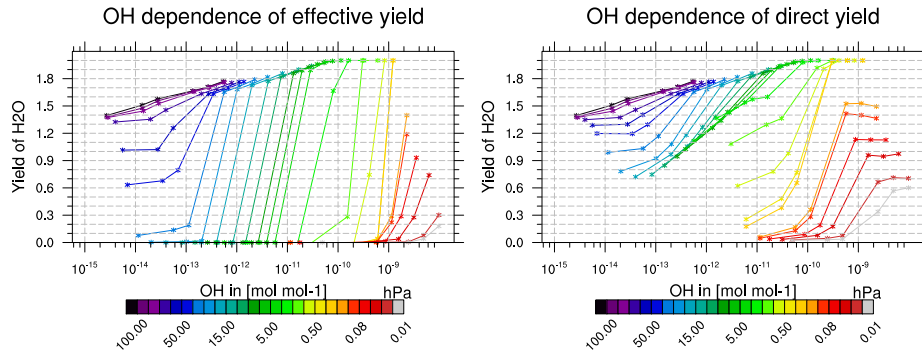 OH dependence of effective yield
Yield of H2O
1.8
1.5
1.2
0.9
0.6
0.3
0.0
10-15 10-14 10-13 10-12 10-11 10-10 10-9
OH in [mol mol-1] hPa
100.00 50.00 15.00 5.00 0.50 0.08 0.01
OH dependence of direct yield
Yield of H2O
1.8
1.5
1.2
0.9
0.6
0.3
0.0
10-15 10-14 10-13 10-12 10-11 10-10 10-9
OH in [mol mol-1] hPa
100.00 50.00 15.00 5.00 0.50 0.08 0.01